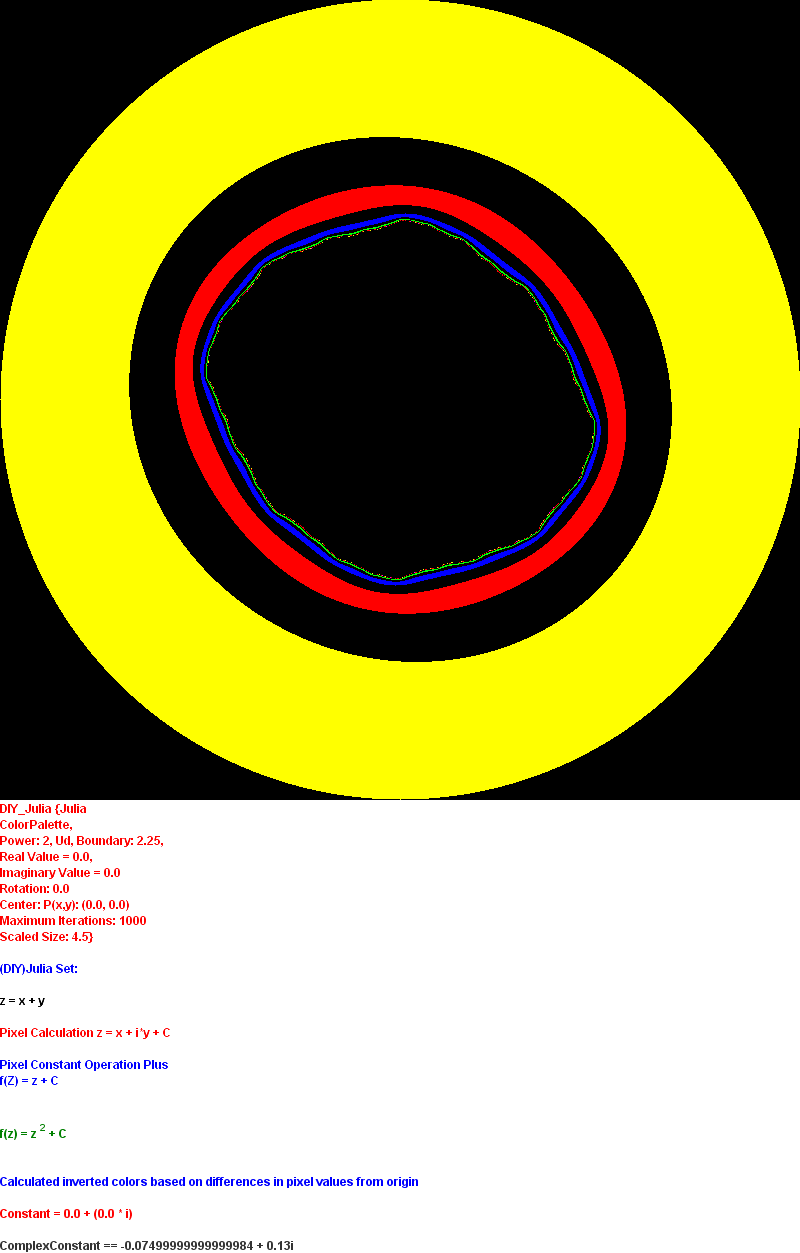 DIY_Julia {Julia
ColorPalette,
Power: 2, Ud, Boundary: 2.25,
Real Value = 0.0,
Imaginary Value = 0.0
Rotation: 0.0
Center: P(x,y): (0.0, 0.0)
Maximum Iterations: 1000
Scaled Size: 4.5}
(DIY)Julia Set:
z = x + y
Pixel Calculation z = x + i*y + C
Pixel Constant Operation Plus
f(Z) = z + C
f(z) = z 2 + C
Calculated inverted colors based on differences in pixel values from origin
Constant = 0.0 + (0.0 * i)
ComplexConstant == -0.07499999999999984 + 0.13i